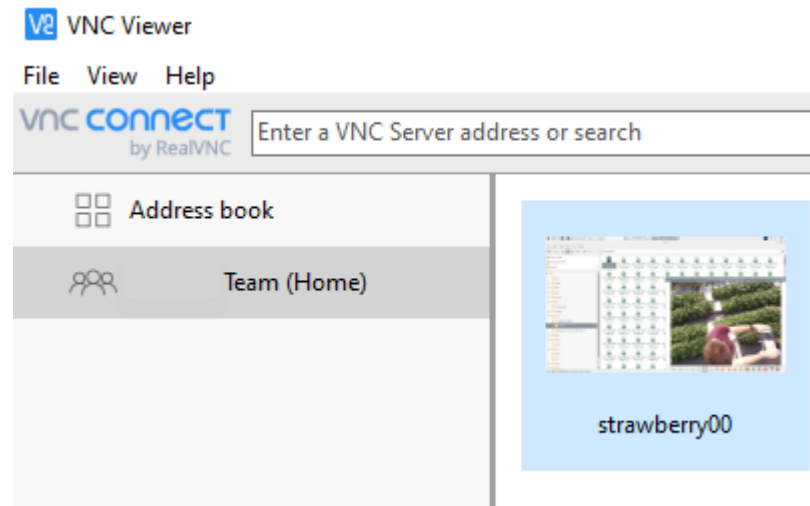 V2 VNC Viewer
File View Help
vnc connect
by RealVNC
Enter a VNC Server address or search
Address book
Team (Home)
strawberry00